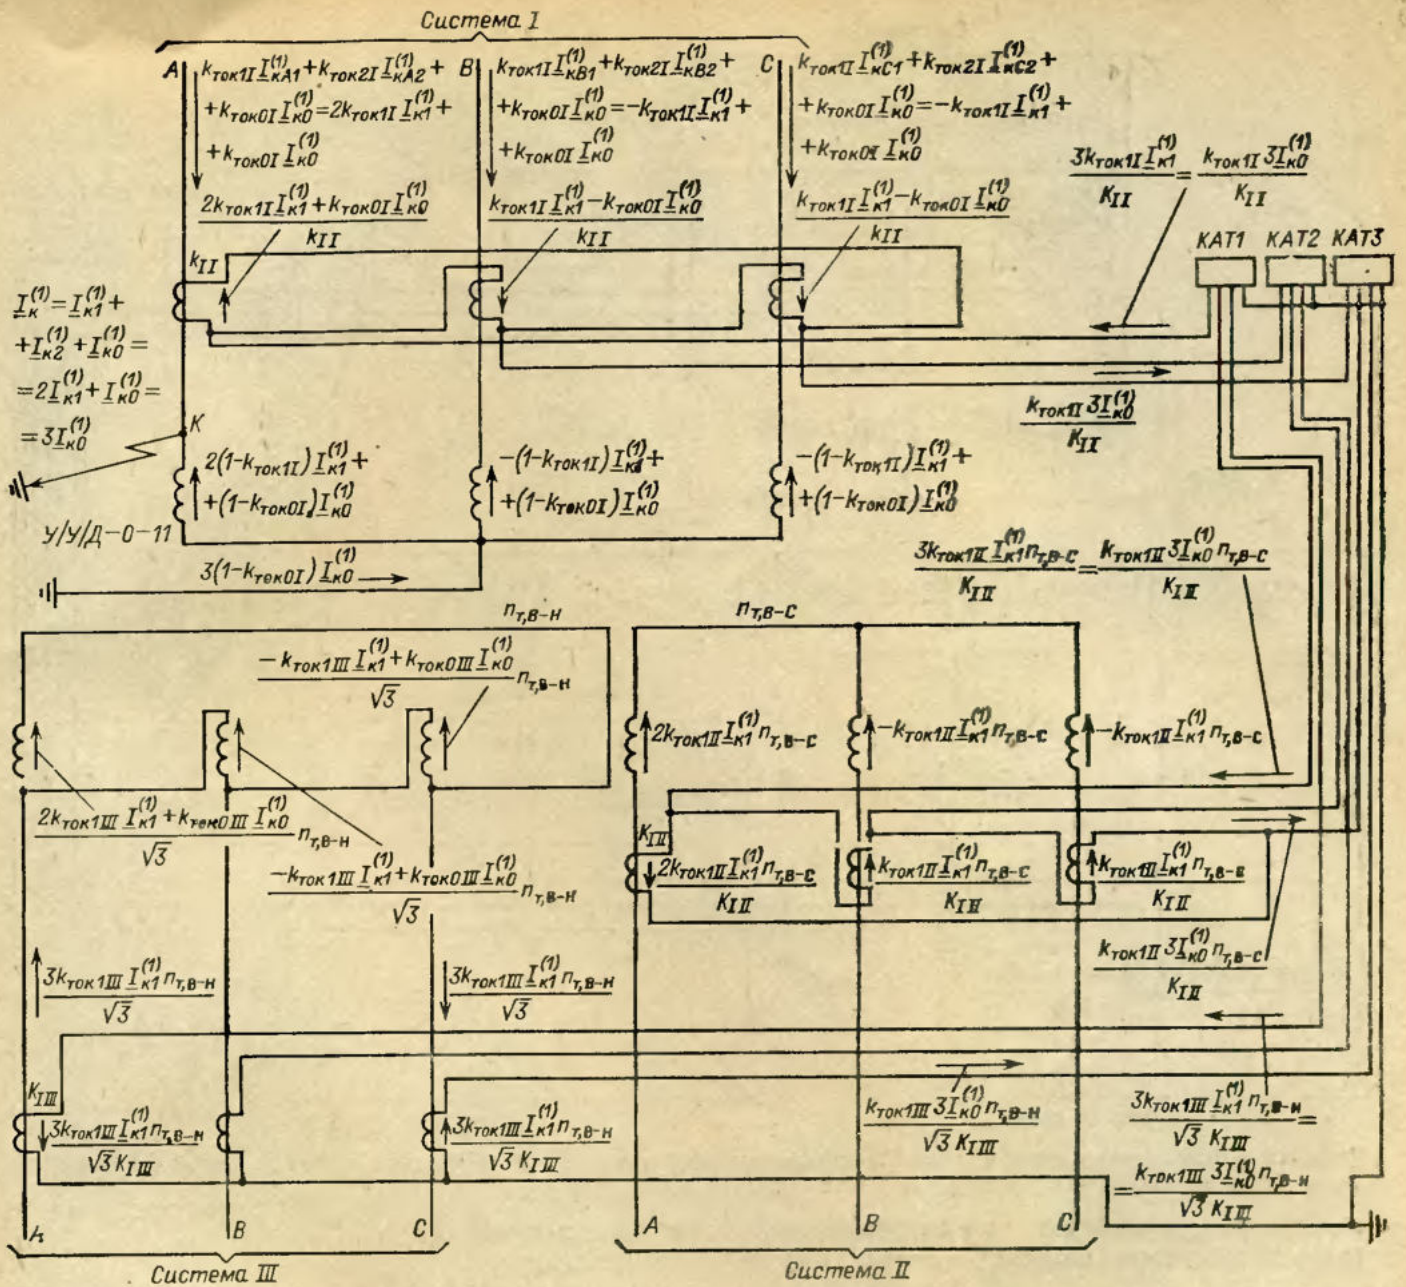 Система I
A
k_ток1I I_кA1^(1) + k_ток2I I_кA2^(1) +
+ k_ток0I I_к0^(1) = 2k_ток1I I_к1^(1) +
+ k_ток0I I_к0^(1)
(2k_ток1I I_к1^(1) + k_ток0I I_к0^(1)) / k_II
B
k_ток1I I_кB1^(1) + k_ток2I I_кB2^(1) +
+ k_ток0I I_к0^(1) = -k_ток1I I_к1^(1) +
+ k_ток0I I_к0^(1)
(k_ток1I I_к1^(1) - k_ток0I I_к0^(1)) / k_II
C
k_ток1I I_кC1^(1) + k_ток2I I_кC2^(1) +
+ k_ток0I I_к0^(1) = -k_ток1I I_к1^(1) +
+ k_ток0I I_к0^(1)
(k_ток1I I_к1^(1) - k_ток0I I_к0^(1)) / k_II
3k_ток1I I_к1^(1) / K_II = k_ток1I 3I_к0^(1) / K_II
KAT1 KAT2 KAT3
k_II
I_к^(1) = I_к1^(1) +
+ I_к2^(1) + I_к0^(1) =
= 2I_к1^(1) + I_к0^(1) =
= 3I_к0^(1)
K
k_ток1I 3I_к0^(1) / K_II
2(1-k_ток1I) I_к1^(1) +
+ (1-k_ток0I) I_к0^(1)
-(1-k_ток1I) I_к1^(1) +
+ (1-k_ток0I) I_к0^(1)
-(1-k_ток1I) I_к1^(1) +
+ (1-k_ток0I) I_к0^(1)
У/У/Д-0-11
3(1-k_ток0I) I_к0^(1)
3k_ток1II I_к1^(1) n_т,в-с / K_III = k_ток1II 3I_к0^(1) n_т,в-с / K_III
n_т,в-н
n_т,в-с
(-k_ток1III I_к1^(1) + k_ток0III I_к0^(1)) / √3 n_т,в-н
2k_ток1II I_к1^(1) n_т,в-с
-k_ток1II I_к1^(1) n_т,в-с
-k_ток1II I_к1^(1) n_т,в-с
(2k_ток1III I_к1^(1) + k_ток0III I_к0^(1)) / √3 n_т,в-н
(-k_ток1III I_к1^(1) + k_ток0III I_к0^(1)) / √3 n_т,в-н
K_III
2k_ток1II I_к1^(1) n_т,в-с / K_III
k_ток1II I_к1^(1) n_т,в-с / K_III
k_ток1II I_к1^(1) n_т,в-с / K_III
k_ток1II 3I_к0^(1) n_т,в-с / K_III
3k_ток1III I_к1^(1) n_т,в-н / √3
3k_ток1III I_к1^(1) n_т,в-н / √3
K_IIII
3k_ток1III I_к1^(1) n_т,в-н / √3 K_IIII
3k_ток1III I_к1^(1) n_т,в-н / √3 K_IIII
k_ток1III 3I_к0^(1) n_т,в-н / √3 K_IIII
3k_ток1III I_к1^(1) n_т,в-н / √3 K_IIII =
= k_ток1III 3I_к0^(1) n_т,в-н / √3 K_IIII
A B C
A B C
Система III
Система II